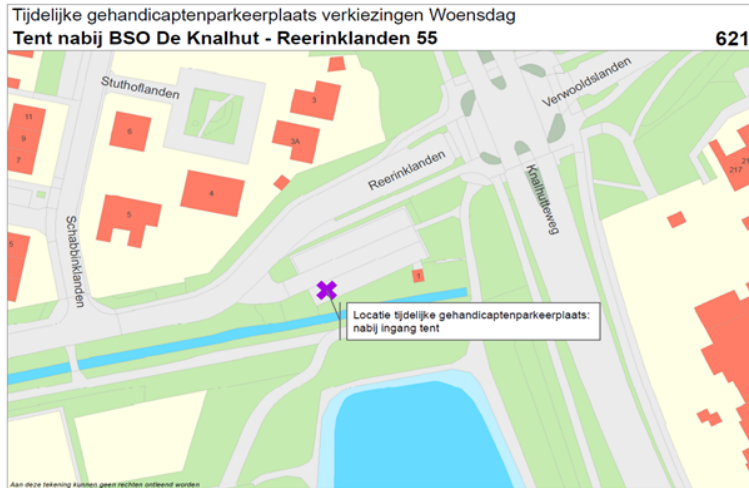 Tijdelijke gehandicaptenparkeerplaats verkiezingen Woensdag
Tent nabij BSO De Knalhut - Reerinklanden 55
621
Stuthoflanden
Verwooldslanden
11
9
7
6
3
3A
Reerinklanden
4
Knalhutteweg
21
217
5
Schabbinklanden
5
1
Locatie tijdelijke gehandicaptenparkeerplaats:
nabij ingang tent
Aan deze tekening kunnen geen rechten ontleend worden